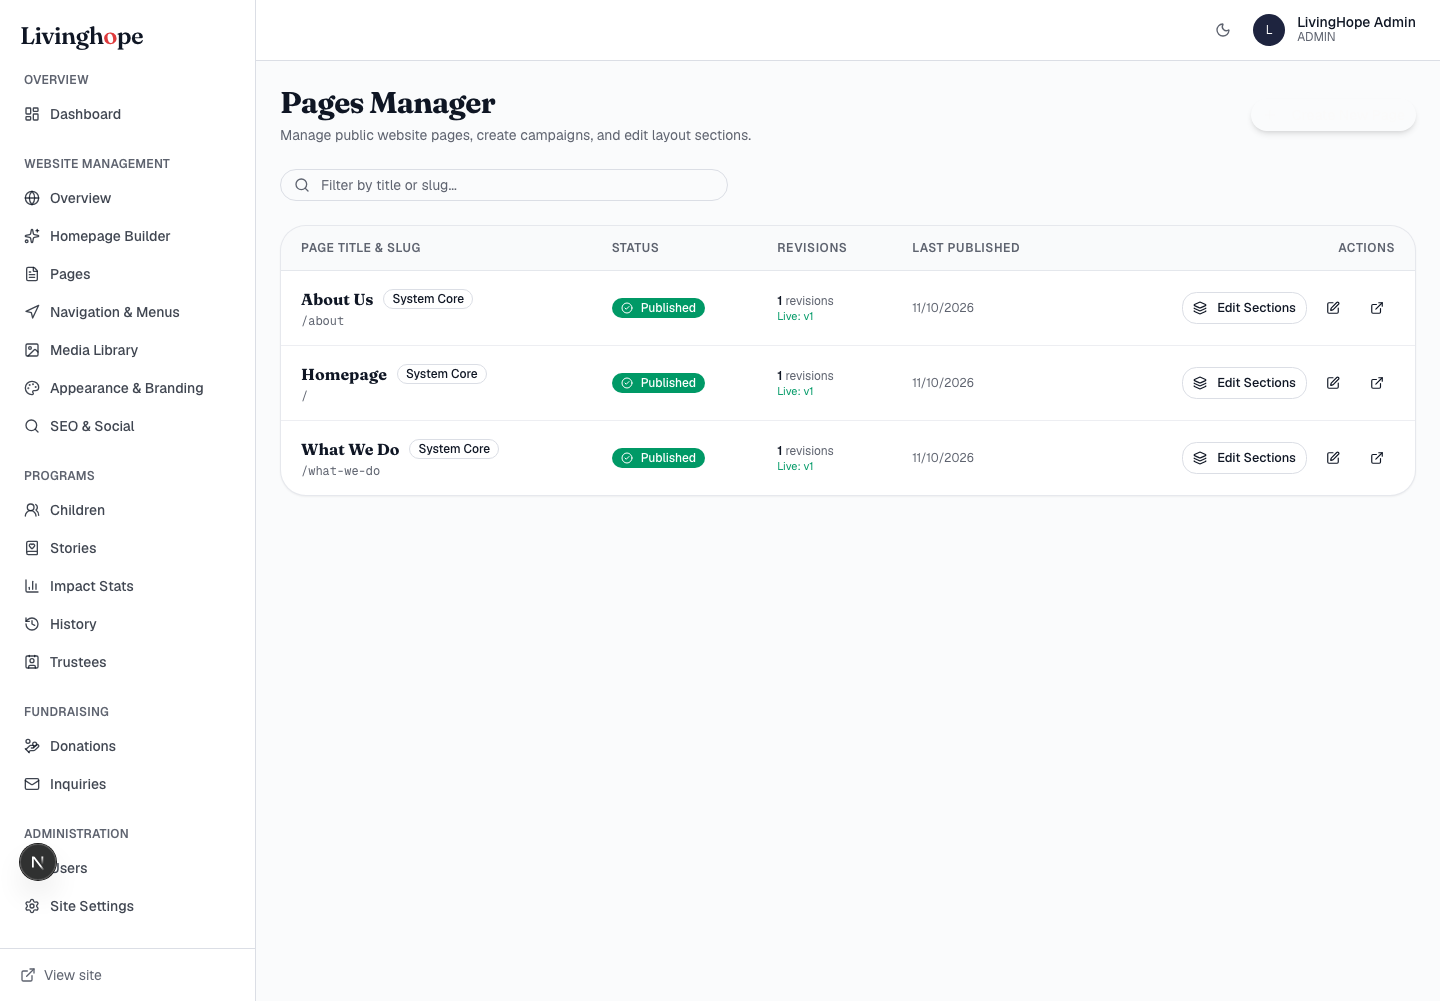 Livinghope
OVERVIEW
Dashboard
WEBSITE MANAGEMENT
Overview
Homepage Builder
Pages
Navigation & Menus
Media Library
Appearance & Branding
SEO & Social
PROGRAMS
Children
Stories
Impact Stats
History
Trustees
FUNDRAISING
Donations
Inquiries
ADMINISTRATION
Users
Site Settings
View site
L
LivingHope Admin
ADMIN
Pages Manager
Manage public website pages, create campaigns, and edit layout sections.
Filter by title or slug...
PAGE TITLE & SLUG STATUS REVISIONS LAST PUBLISHED ACTIONS
About Us System Core
/about
Published
1 revisions
Live: v1
11/10/2026
Edit Sections
Homepage System Core
/
Published
1 revisions
Live: v1
11/10/2026
Edit Sections
What We Do System Core
/what-we-do
Published
1 revisions
Live: v1
11/10/2026
Edit Sections